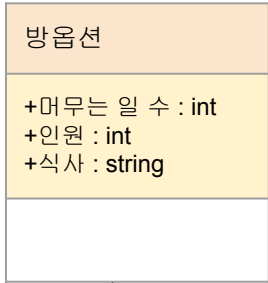 방옵션
+머무는 일 수 : int
+인원 : int
+식사 : string